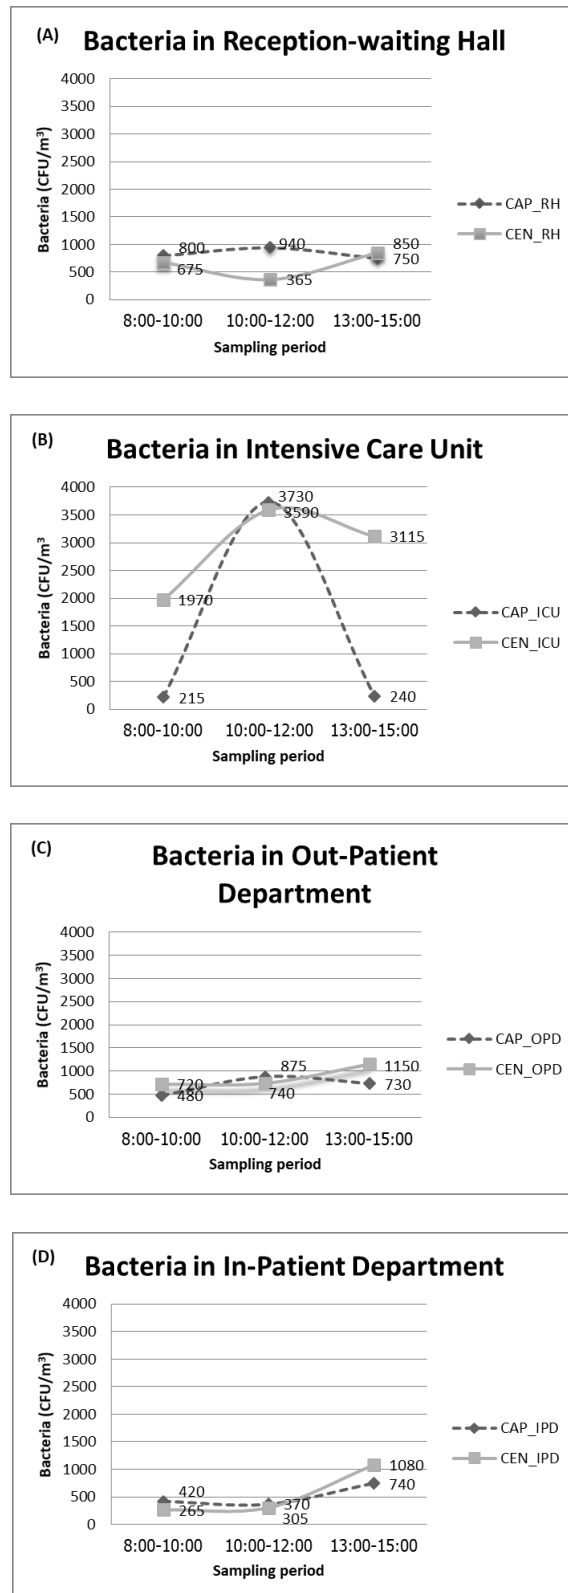 (A)
Bacteria in Reception-waiting Hall
Bacteria (CFU/m³)
4000
3500
3000
2500
2000
1500
1000
500
0
800
940
850
750
675
365
8:00-10:00 10:00-12:00 13:00-15:00
Sampling period
CAP_RH
CEN_RH
(B)
Bacteria in Intensive Care Unit
Bacteria (CFU/m³
4000
3500
3000
2500
2000
1500
1000
500
0
3730
3590
3115
1970
215
240
8:00-10:00 10:00-12:00 13:00-15:00
Sampling period
CAP_ICU
CEN_ICU
(C)
Bacteria in Out-Patient
Department
Bacteria (CFU/m³)
4000
3500
3000
2500
2000
1500
1000
500
0
720
480
875
740
1150
730
8:00-10:00 10:00-12:00 13:00-15:00
Sampling period
CAP_OPD
CEN_OPD
(D)
Bacteria in In-Patient Department
Bacteria (CFU/m³)
4000
3500
3000
2500
2000
1500
1000
500
0
420
265
370
305
1080
740
8:00-10:00 10:00-12:00 13:00-15:00
Sampling period
CAP_IPD
CEN_IPD